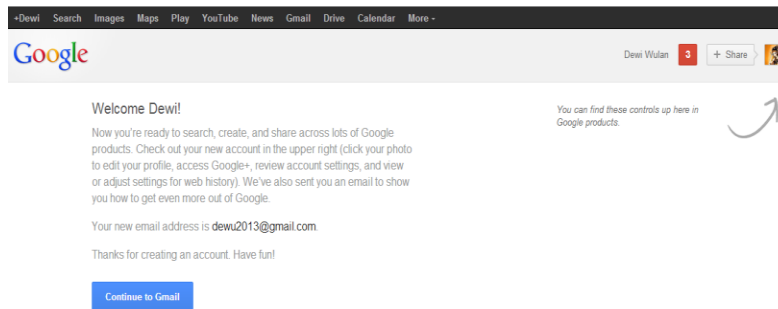 +Dewi Search Images Maps Play YouTube News Gmail Drive Calendar More
Google
Dewi Wulan 3 + Share
Welcome Dewi!
You can find these controls up here in
Google products.
Now you're ready to search, create, and share across lots of Google
products. Check out your new account in the upper right (click your photo
to edit your profile, access Google+, review account settings, and view
or adjust settings for web history). We've also sent you an email to show
you how to get even more out of Google.
Your new email address is dewu2013@gmail.com.
Thanks for creating an account. Have fun!
Continue to Gmail